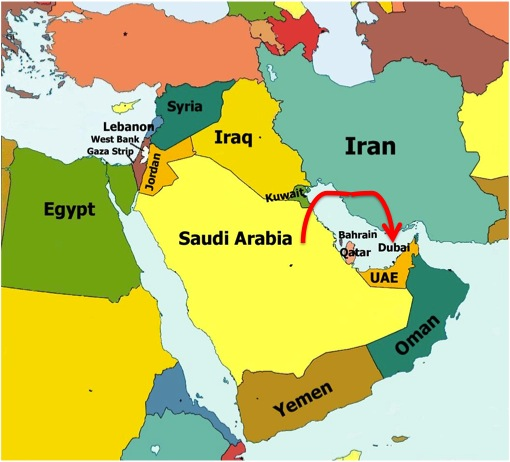 Syria
Lebanon
West Bank
Gaza Strip
Iraq
Iran
Jordan
Kuwait
Egypt
Saudi Arabia
Bahrain
Qatar
Dubai
UAE
Oman
Yemen